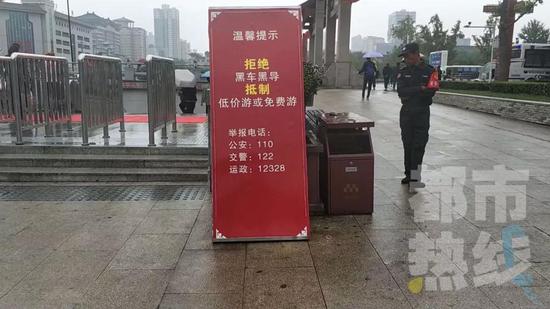 温馨提示
拒绝
黑车黑导
抵制
低价游或免费游
举报电话:
公安:110
交警:122
运政:12328
都市
热线